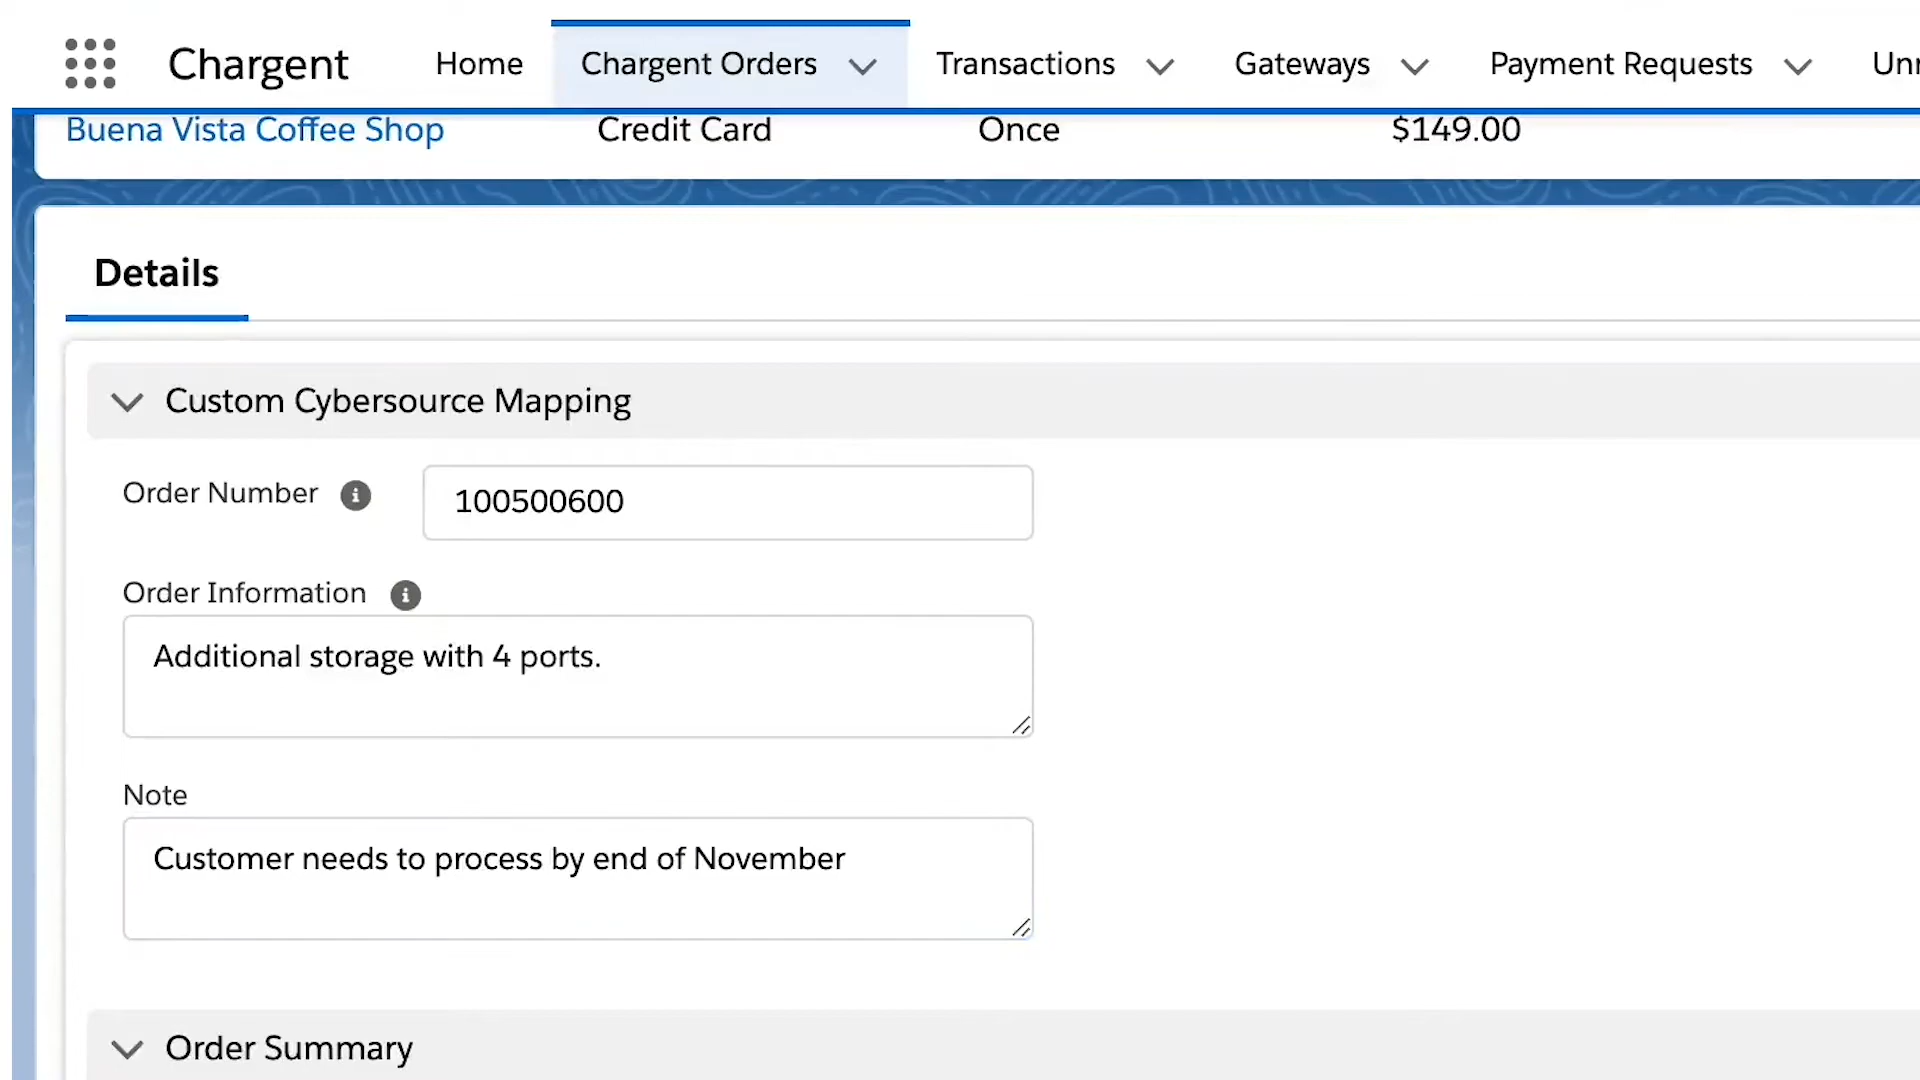 Chargent Home Chargent Orders Transactions Gateways Payment Requests
Buena Vista Coffee Shop Credit Card Once $149.00
Details
Custom Cybersource Mapping
Order Number 100500600
Order Information
Additional storage with 4 ports.
Note
Customer needs to process by end of November
Order Summary